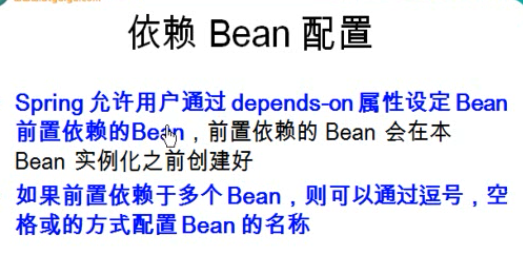 依赖 Bean 配置
Spring 允许用户通过 depends-on 属性设定 Bean
前置依赖的Bean，前置依赖的 Bean 会在本
Bean 实例化之前创建好
如果前置依赖于多个 Bean，则可以通过逗号，空
格或的方式配置 Bean 的名称